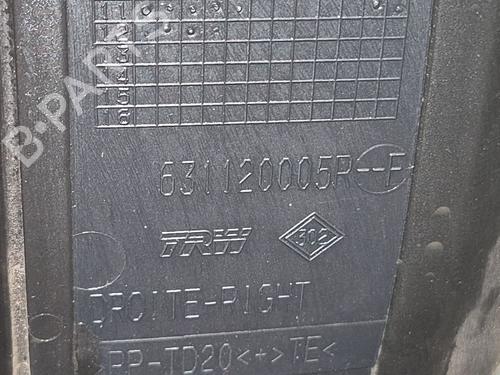 B-PARTS
631120005R--F
TRW 302
DROITE-RIGHT
>PP-TD20<+>TE<